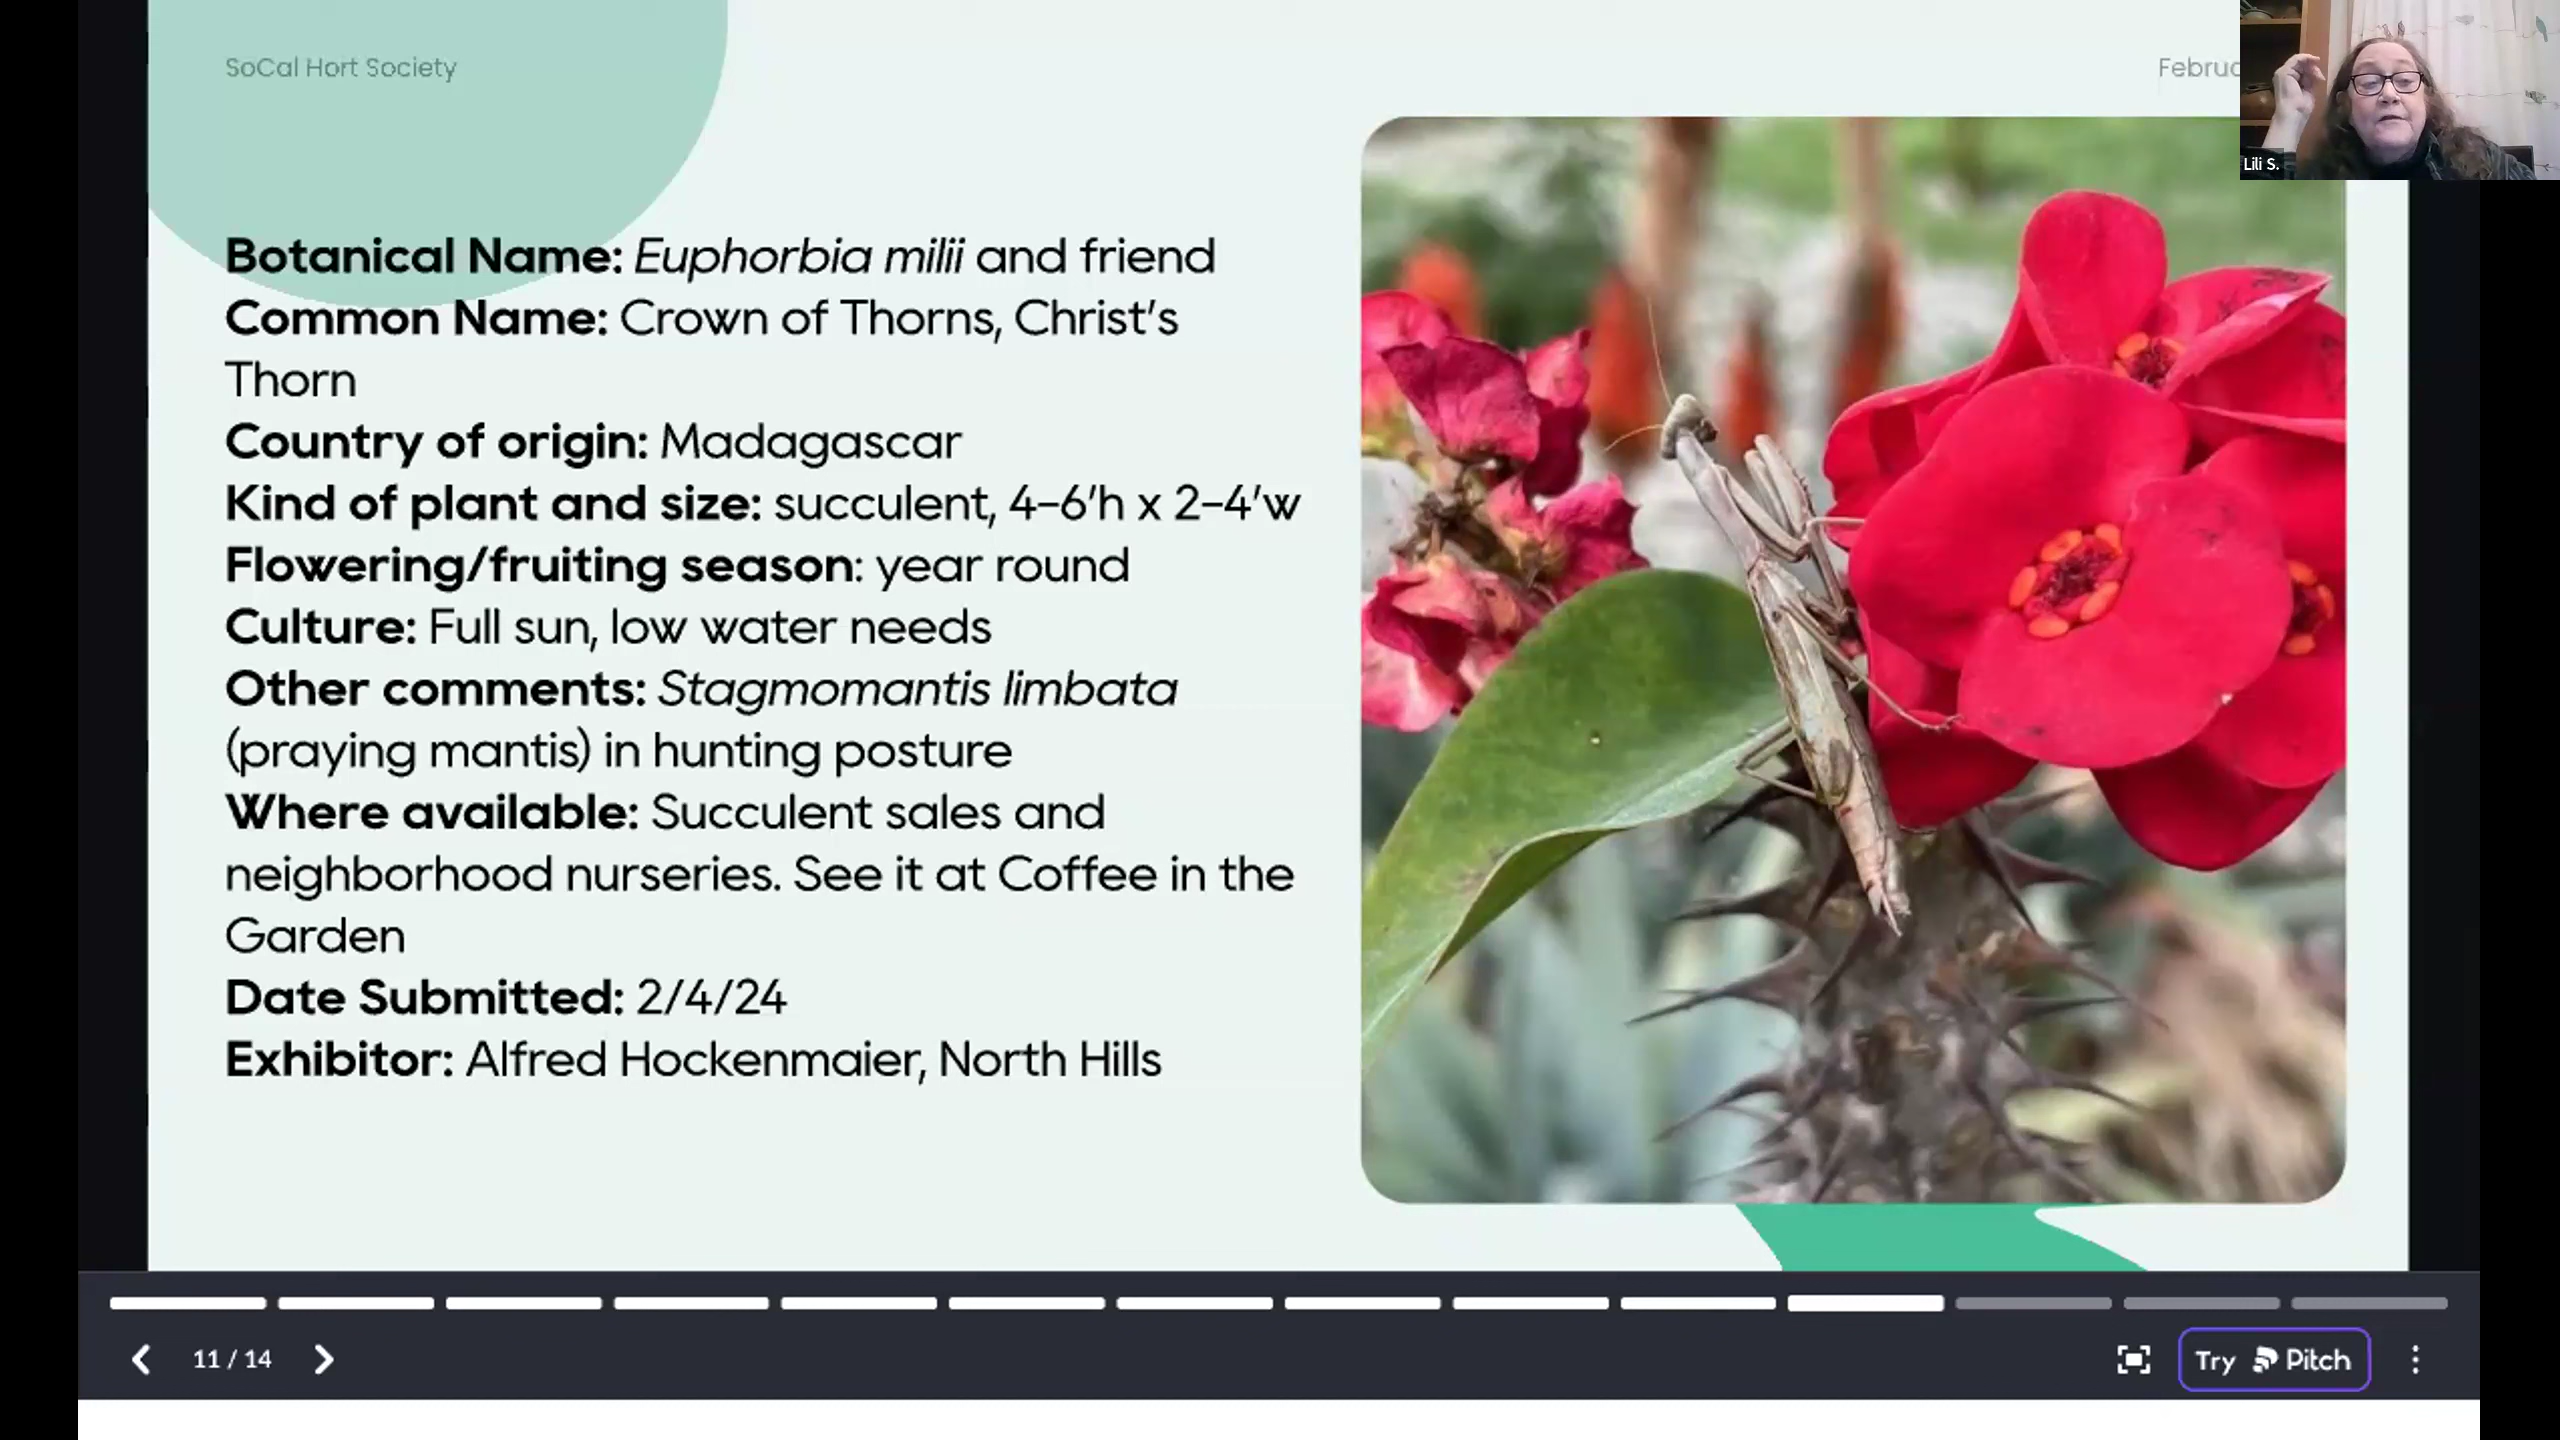 SoCal Hort Society
Lili S.
Botanical Name: Euphorbia milii and friend
Common Name: Crown of Thorns, Christ's
Thorn
Country of origin: Madagascar
Kind of plant and size: succulent, 4–6'h x 2–4'w
Flowering/fruiting season: year round
Culture: Full sun, low water needs
Other comments: Stagmomantis limbata
(praying mantis) in hunting posture
Where available: Succulent sales and
neighborhood nurseries. See it at Coffee in the
Garden
Date Submitted: 2/4/24
Exhibitor: Alfred Hockenmaier, North Hills
11 / 14
Try Pitch